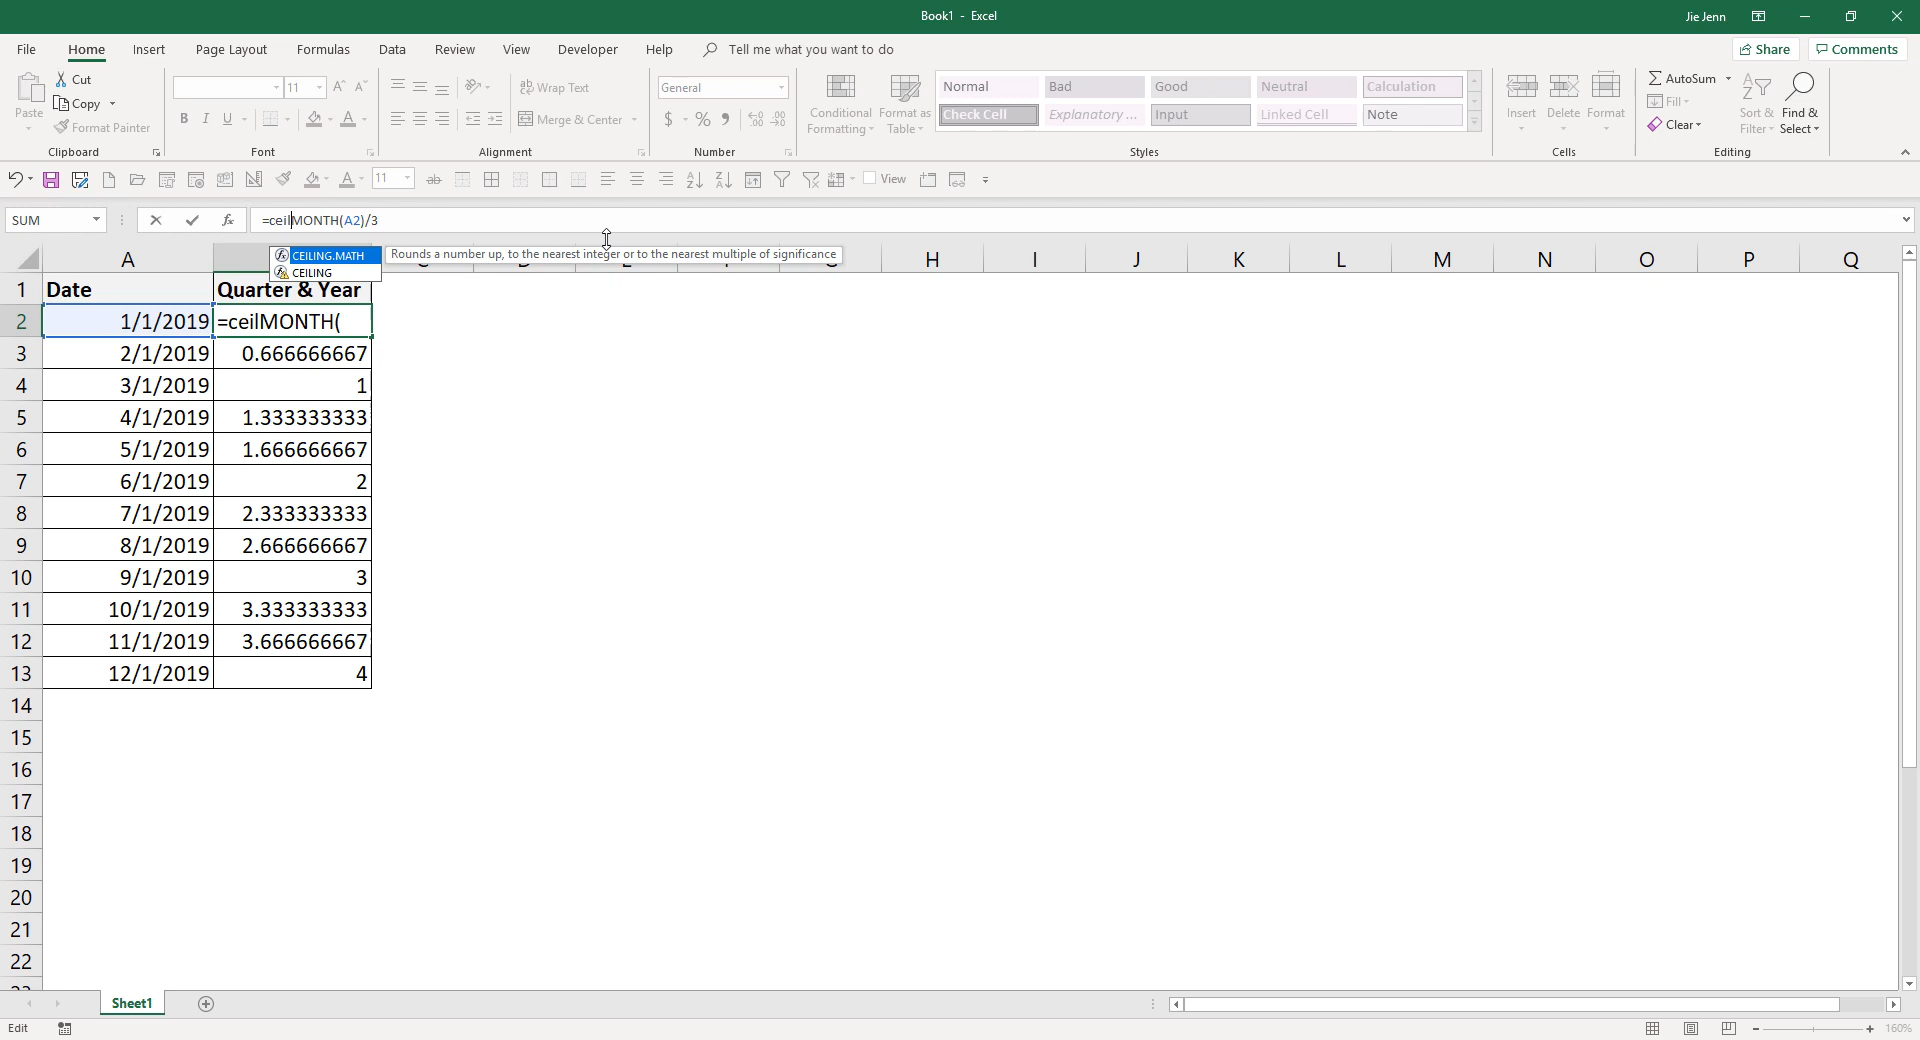 Book1 - Excel
Jie Jenn
File Home Insert Page Layout Formulas Data Review View Developer Help Tell me what you want to do
Share Comments
Paste
Cut
Copy
Format Painter
Clipboard
11
Font
Wrap Text
Merge & Center
Alignment
General
Number
Conditional Formatting
Format as Table
Normal Bad Good Neutral Calculation
Check Cell Explanatory ... Input Linked Cell Note
Styles
Insert Delete Format
Cells
AutoSum
Fill
Clear
Sort & Filter
Find & Select
Editing
11
View
SUM
=ceilMONTH(A2)/3
CEILING.MATH Rounds a number up, to the nearest integer or to the nearest multiple of significance
CEILING
A H I J K L M N O P Q
1 Date Quarter & Year
2 1/1/2019 =ceilMONTH(
3 2/1/2019 0.666666667
4 3/1/2019 1
5 4/1/2019 1.333333333
6 5/1/2019 1.666666667
7 6/1/2019 2
8 7/1/2019 2.333333333
9 8/1/2019 2.666666667
10 9/1/2019 3
11 10/1/2019 3.333333333
12 11/1/2019 3.666666667
13 12/1/2019 4
14
15
16
17
18
19
20
21
22
Sheet1
Edit
160%